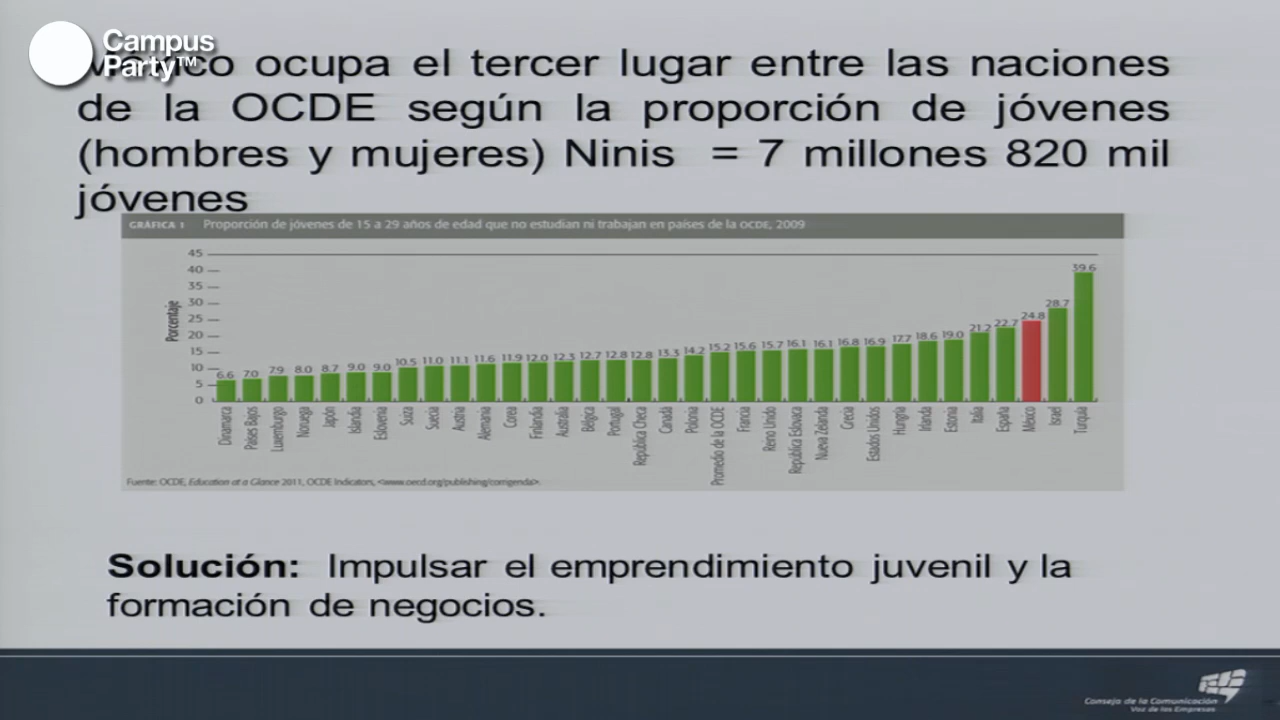 Campus
Party™
México ocupa el tercer lugar entre las naciones
de la OCDE según la proporción de jóvenes
(hombres y mujeres) Ninis = 7 millones 820 mil
jóvenes
GRÁFICA 1 Proporción de jóvenes de 15 a 29 años de edad que no estudian ni trabajan en países de la OCDE, 2009
Porcentaje
45
40
35
30
25
20
15
10
5
0
6.6 7.0 7.9 8.0 8.7 9.0 9.0 10.5 11.0 11.1 11.6 11.9 12.0 12.3 12.7 12.8 12.8 13.3 14.2 15.2 15.6 15.7 16.1 16.1 16.8 16.9 17.7 18.6 19.0 21.2 22.7 24.8 28.7 39.6
Dinamarca
Países Bajos
Luxemburgo
Noruega
Japón
Islandia
Eslovenia
Suiza
Suecia
Austria
Alemania
Corea
Finlandia
Australia
Bélgica
Portugal
República Checa
Canadá
Polonia
Promedio de la OCDE
Francia
Reino Unido
República Eslovaca
Nueva Zelanda
Grecia
Estados Unidos
Hungría
Irlanda
Estonia
Italia
España
México
Israel
Turquía
Fuente: OCDE, Education at a Glance 2011, OCDE Indicators, <www.oecd.org/publishing/corrigenda>.
Solución: Impulsar el emprendimiento juvenil y la
formación de negocios.
Consejo de la Comunicación
Voz de las Empresas